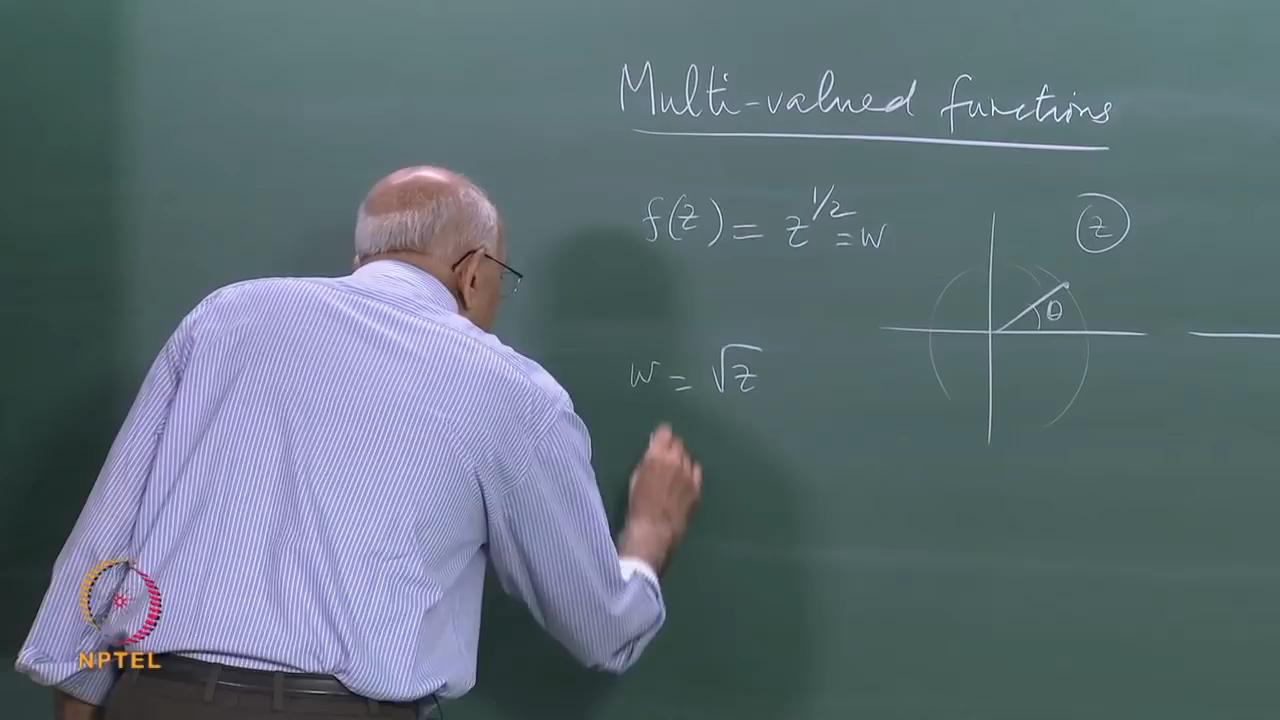 Multi-valued functions
f(z) = z^{1/2} = w
z
θ
w = √z
NPTEL